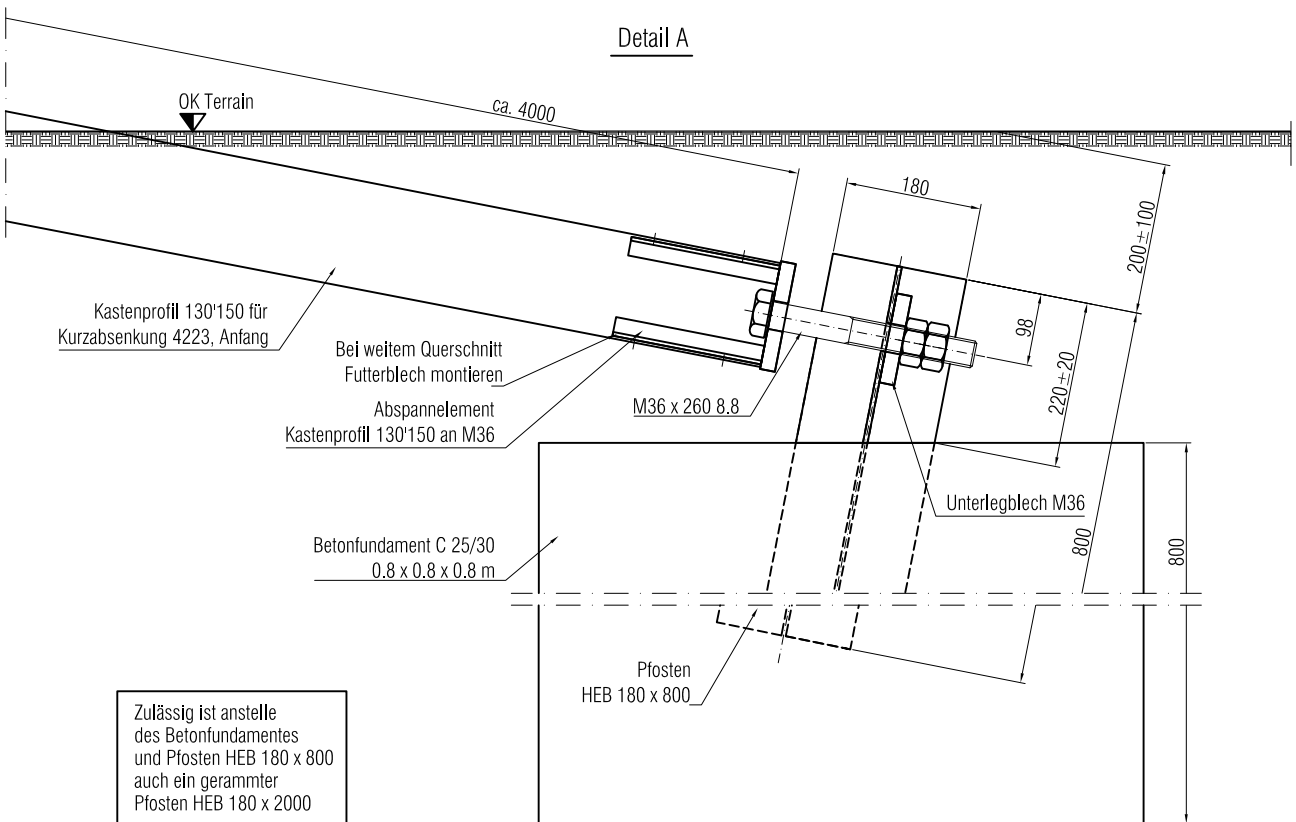 Detail A
OK Terrain
ca. 4000
180
200±100
98
220±20
800
800
Kastenprofil 130'150 für
Kurzabsenkung 4223, Anfang
Bei weitem Querschnitt
Futterblech montieren
Abspannelement
Kastenprofil 130'150 an M36
M36 x 260 8.8
Unterlegblech M36
Betonfundament C 25/30
0.8 x 0.8 x 0.8 m
Pfosten
HEB 180 x 800
Zulässig ist anstelle
des Betonfundamentes
und Pfosten HEB 180 x 800
auch ein gerammter
Pfosten HEB 180 x 2000